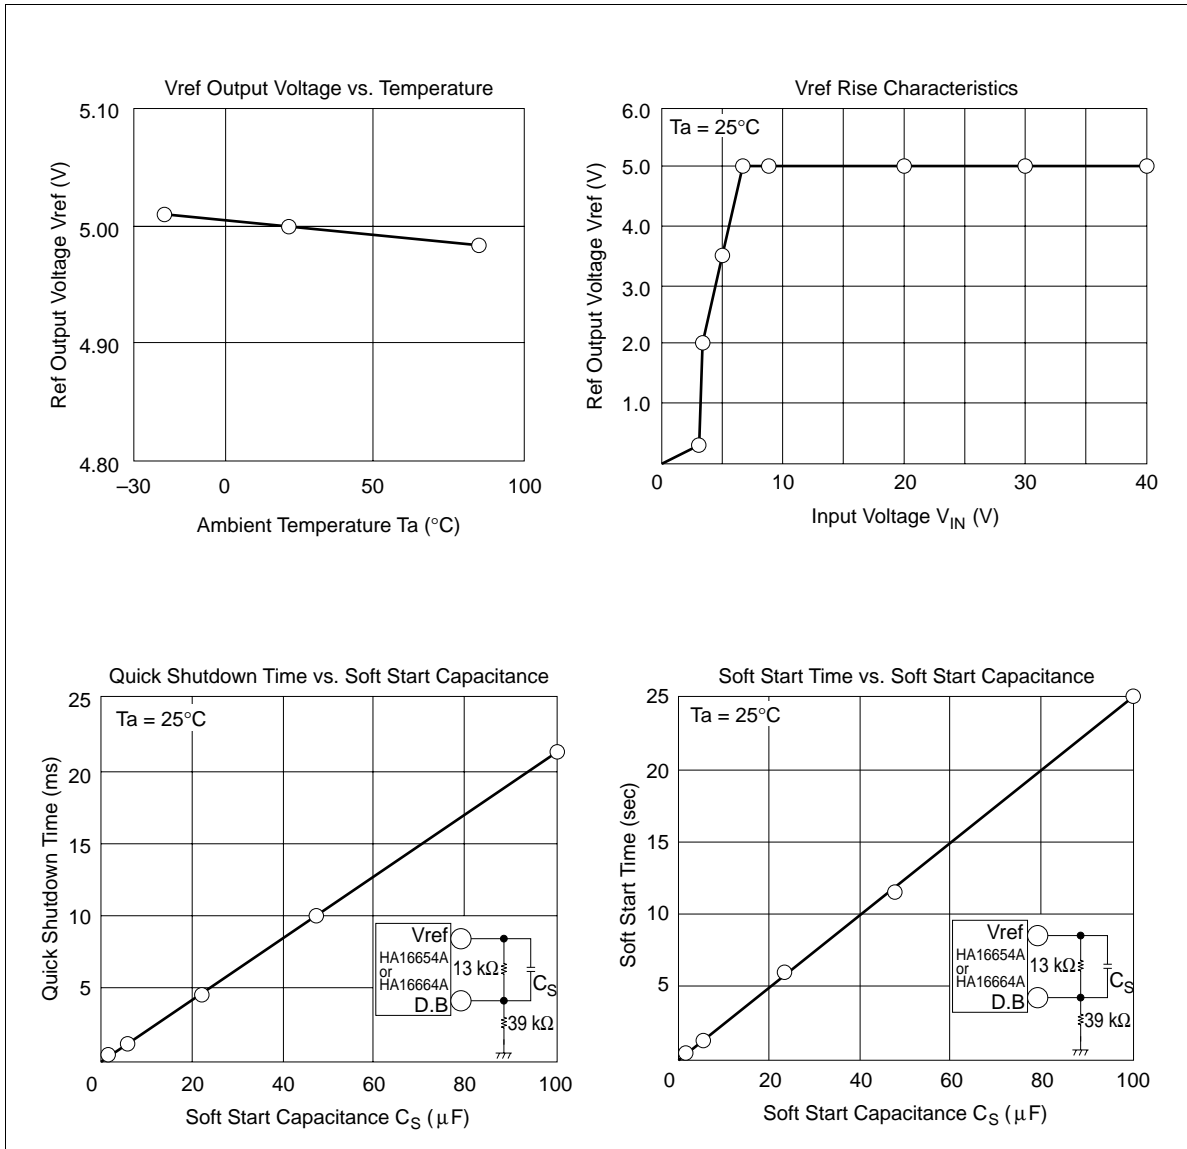 Vref Output Voltage vs. Temperature
5.10
5.00
4.90
4.80
Ref Output Voltage Vref (V)
–30
0
50
100
Ambient Temperature Ta (°C)
Vref Rise Characteristics
Ta = 25°C
6.0
5.0
4.0
3.0
2.0
1.0
Ref Output Voltage Vref (V)
0
10
20
30
40
Input Voltage VIN (V)
Quick Shutdown Time vs. Soft Start Capacitance
Ta = 25°C
25
20
15
10
5
Quick Shutdown Time (ms)
Vref
HA16654A
or
HA16664A
D.B
13 kΩ
CS
39 kΩ
0
20
40
60
80
100
Soft Start Capacitance CS (µF)
Soft Start Time vs. Soft Start Capacitance
Ta = 25°C
25
20
15
10
5
Soft Start Time (sec)
Vref
HA16654A
or
HA16664A
D.B
13 kΩ
CS
39 kΩ
0
20
40
60
80
100
Soft Start Capacitance CS (µF)